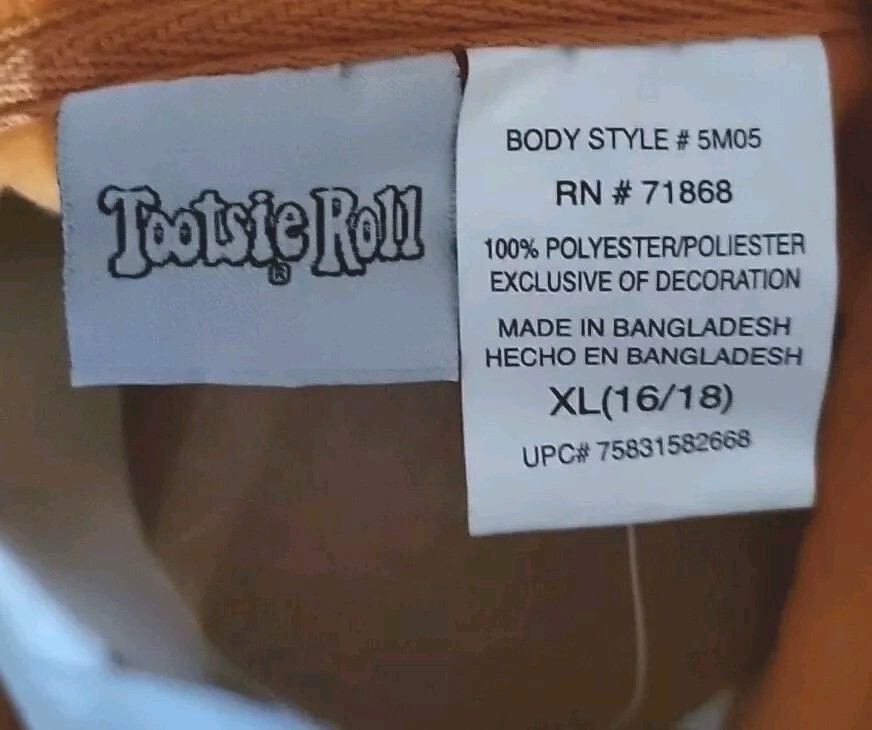 Tootsie Roll
®
BODY STYLE # 5M05
RN # 71868
100% POLYESTER/POLIESTER
EXCLUSIVE OF DECORATION
MADE IN BANGLADESH
HECHO EN BANGLADESH
XL(16/18)
UPC# 75831582668